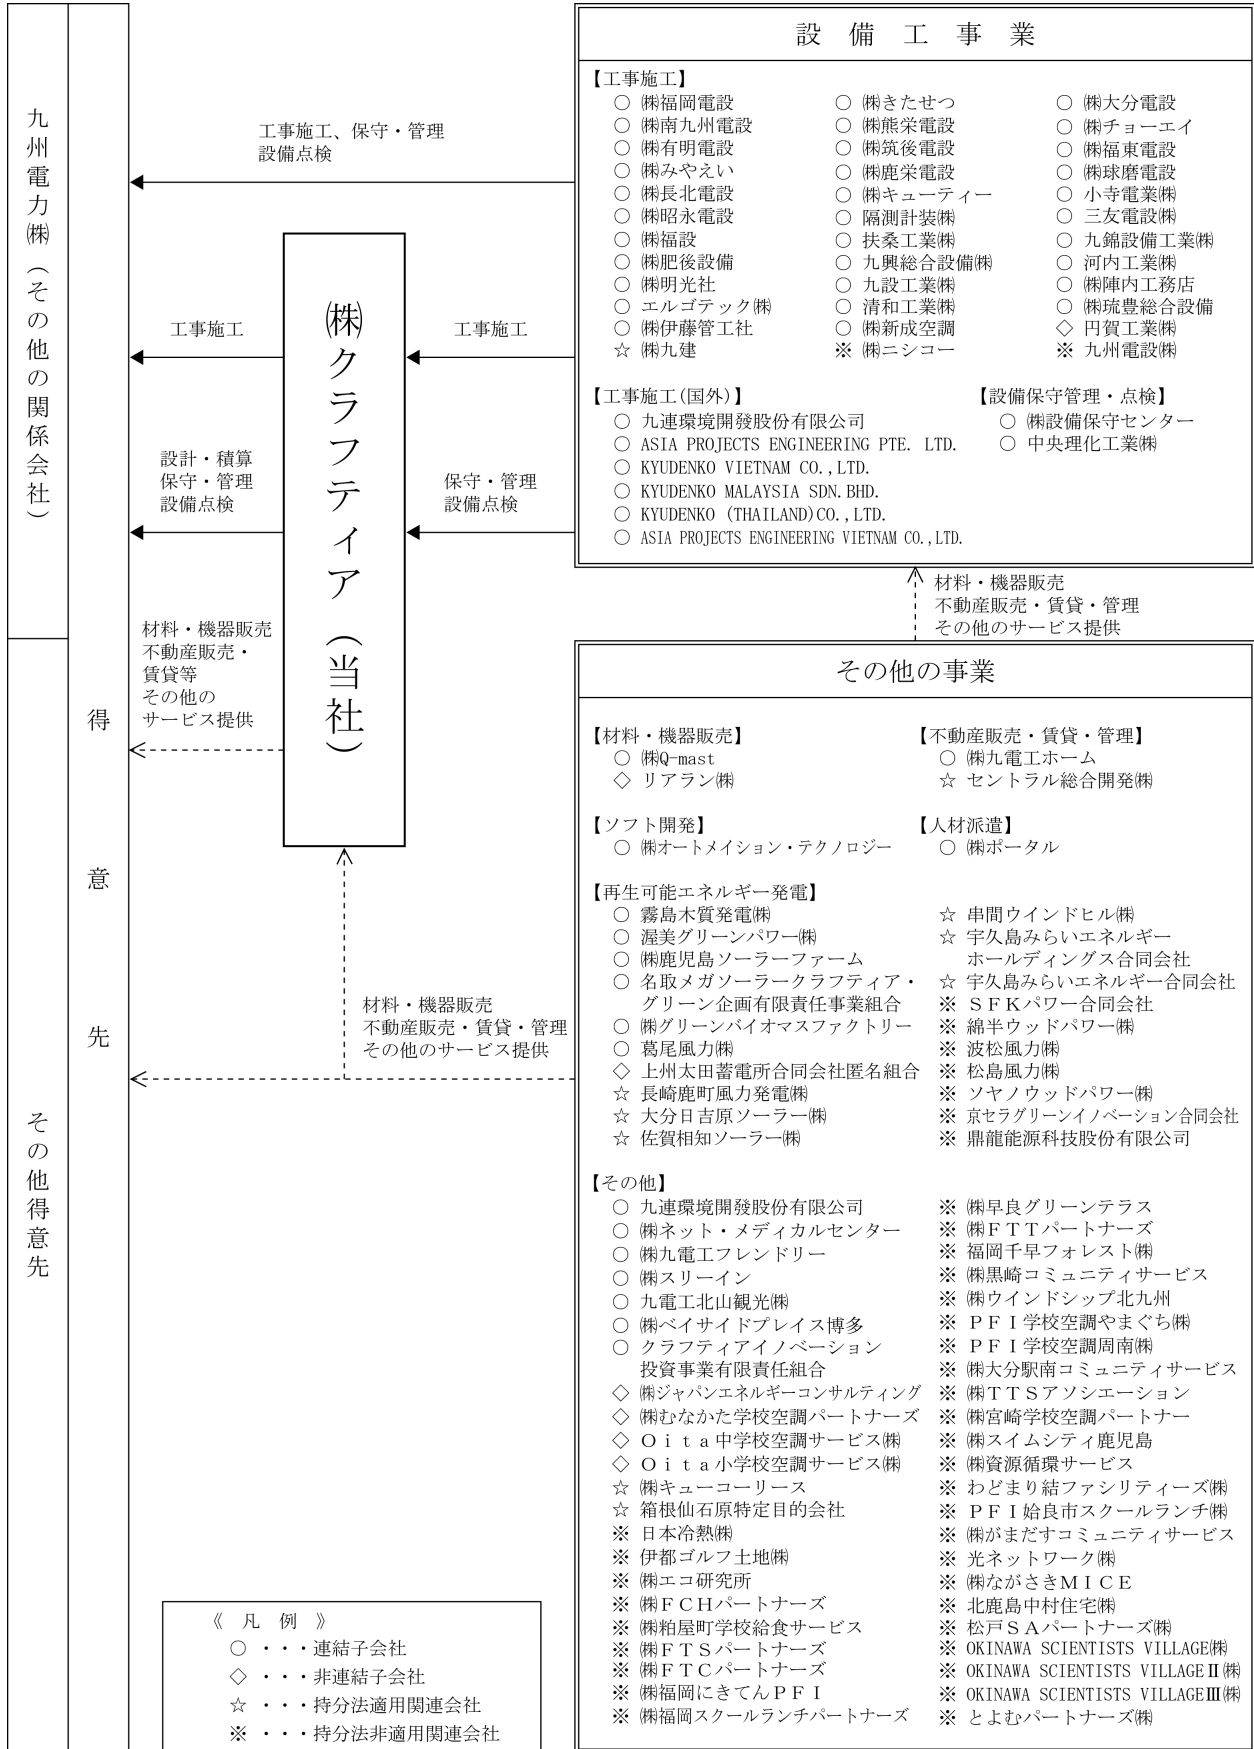 九州電力㈱（その他の関係会社）
その他得意先
得意先
工事施工、保守・管理
設備点検
工事施工
設計・積算
保守・管理
設備点検
材料・機器販売
不動産販売・
賃貸等
その他の
サービス提供
㈱クラフティア（当社）
工事施工
保守・管理
設備点検
材料・機器販売
不動産販売・賃貸・管理
その他のサービス提供
設備工事業
【工事施工】
○ ㈱福岡電設 ○ ㈱きたせつ ○ ㈱大分電設
○ ㈱南九州電設 ○ ㈱熊栄電設 ○ ㈱チョーエイ
○ ㈱有明電設 ○ ㈱筑後電設 ○ ㈱福東電設
○ ㈱みやえい ○ ㈱鹿栄電設 ○ ㈱球磨電設
○ ㈱長北電設 ○ ㈱キューティー ○ 小寺電業㈱
○ ㈱昭永電設 ○ 隔測計装㈱ ○ 三友電設㈱
○ ㈱福設 ○ 扶桑工業㈱ ○ 九錦設備工業㈱
○ ㈱肥後設備 ○ 九興総合設備㈱ ○ 河内工業㈱
○ ㈱明光社 ○ 九設工業㈱ ○ ㈱陣内工務店
○ エルゴテック㈱ ○ 清和工業㈱ ○ ㈱琉豊総合設備
○ ㈱伊藤管工社 ○ ㈱新成空調 ◇ 円賀工業㈱
☆ ㈱九建 ※ ㈱ニシコー ※ 九州電設㈱
【工事施工(国外)】
○ 九連環境開發股份有限公司
○ ASIA PROJECTS ENGINEERING PTE. LTD.
○ KYUDENKO VIETNAM CO.,LTD.
○ KYUDENKO MALAYSIA SDN.BHD.
○ KYUDENKO (THAILAND)CO.,LTD.
○ ASIA PROJECTS ENGINEERING VIETNAM CO.,LTD.
【設備保守管理・点検】
○ ㈱設備保守センター
○ 中央理化工業㈱
材料・機器販売
不動産販売・賃貸・管理
その他のサービス提供
その他の事業
【材料・機器販売】
○ ㈱Q-mast
◇ リアラン㈱
【不動産販売・賃貸・管理】
○ ㈱九電工ホーム
☆ セントラル総合開発㈱
【ソフト開発】
○ ㈱オートメイション・テクノロジー
【人材派遣】
○ ㈱ポータル
【再生可能エネルギー発電】
○ 霧島木質発電㈱
○ 渥美グリーンパワー㈱
○ ㈱鹿児島ソーラーファーム
○ 名取メガソーラークラフティア・
グリーン企画有限責任事業組合
○ ㈱グリーンバイオマスファクトリー
○ 葛尾風力㈱
◇ 上州太田蓄電所合同会社匿名組合
☆ 長崎鹿町風力発電㈱
☆ 大分日吉原ソーラー㈱
☆ 佐賀相知ソーラー㈱
☆ 串間ウインドヒル㈱
☆ 宇久島みらいエネルギー
ホールディングス合同会社
☆ 宇久島みらいエネルギー合同会社
※ ＳＦＫパワー合同会社
※ 綿半ウッドパワー㈱
※ 波松風力㈱
※ 松島風力㈱
※ ソヤノウッドパワー㈱
※ 京セラグリーンイノベーション合同会社
※ 鼎龍能源科技股份有限公司
【その他】
○ 九連環境開發股份有限公司
○ ㈱ネット・メディカルセンター
○ ㈱九電工フレンドリー
○ ㈱スリーイン
○ 九電工北山観光㈱
○ ㈱ベイサイドプレイス博多
○ クラフティアイノベーション
投資事業有限責任組合
◇ ㈱ジャパンエネルギーコンサルティング
◇ ㈱むなかた学校空調パートナーズ
◇ Ｏｉｔａ中学校空調サービス㈱
◇ Ｏｉｔａ小学校空調サービス㈱
☆ ㈱キューコーリース
☆ 箱根仙石原特定目的会社
※ 日本冷熱㈱
※ 伊都ゴルフ土地㈱
※ ㈱エコ研究所
※ ㈱ＦＣＨパートナーズ
※ ㈱粕屋町学校給食サービス
※ ㈱ＦＴＳパートナーズ
※ ㈱ＦＴＣパートナーズ
※ ㈱福岡にきてんＰＦＩ
※ ㈱福岡スクールランチパートナーズ
※ ㈱早良グリーンテラス
※ ㈱ＦＴＴパートナーズ
※ 福岡千早フォレスト㈱
※ ㈱黒崎コミュニティサービス
※ ㈱ウインドシップ北九州
※ ＰＦＩ学校空調やまぐち㈱
※ ＰＦＩ学校空調周南㈱
※ ㈱大分駅南コミュニティサービス
※ ㈱ＴＴＳアソシエーション
※ ㈱宮崎学校空調パートナー
※ ㈱スイムシティ鹿児島
※ ㈱資源循環サービス
※ わどまり結ファシリティーズ㈱
※ ＰＦＩ姶良市スクールランチ㈱
※ ㈱がまだすコミュニティサービス
※ 光ネットワーク㈱
※ ㈱ながさきＭＩＣＥ
※ 北鹿島中村住宅㈱
※ 松戸ＳＡパートナーズ㈱
※ OKINAWA SCIENTISTS VILLAGE㈱
※ OKINAWA SCIENTISTS VILLAGEⅡ㈱
※ OKINAWA SCIENTISTS VILLAGEⅢ㈱
※ とよむパートナーズ㈱
《 凡 例 》
○ ・・・連結子会社
◇ ・・・非連結子会社
☆ ・・・持分法適用関連会社
※ ・・・持分法非適用関連会社